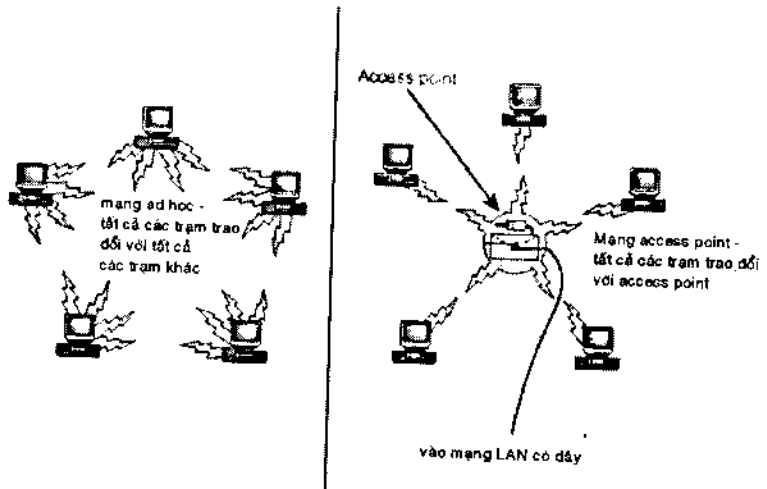 mạng ad hoc -
tất cả các trạm trao
đổi với tất cả
các trạm khác
Access point
Mạng access point -
tất cả các trạm trao đổi
với access point
vào mạng LAN có dây